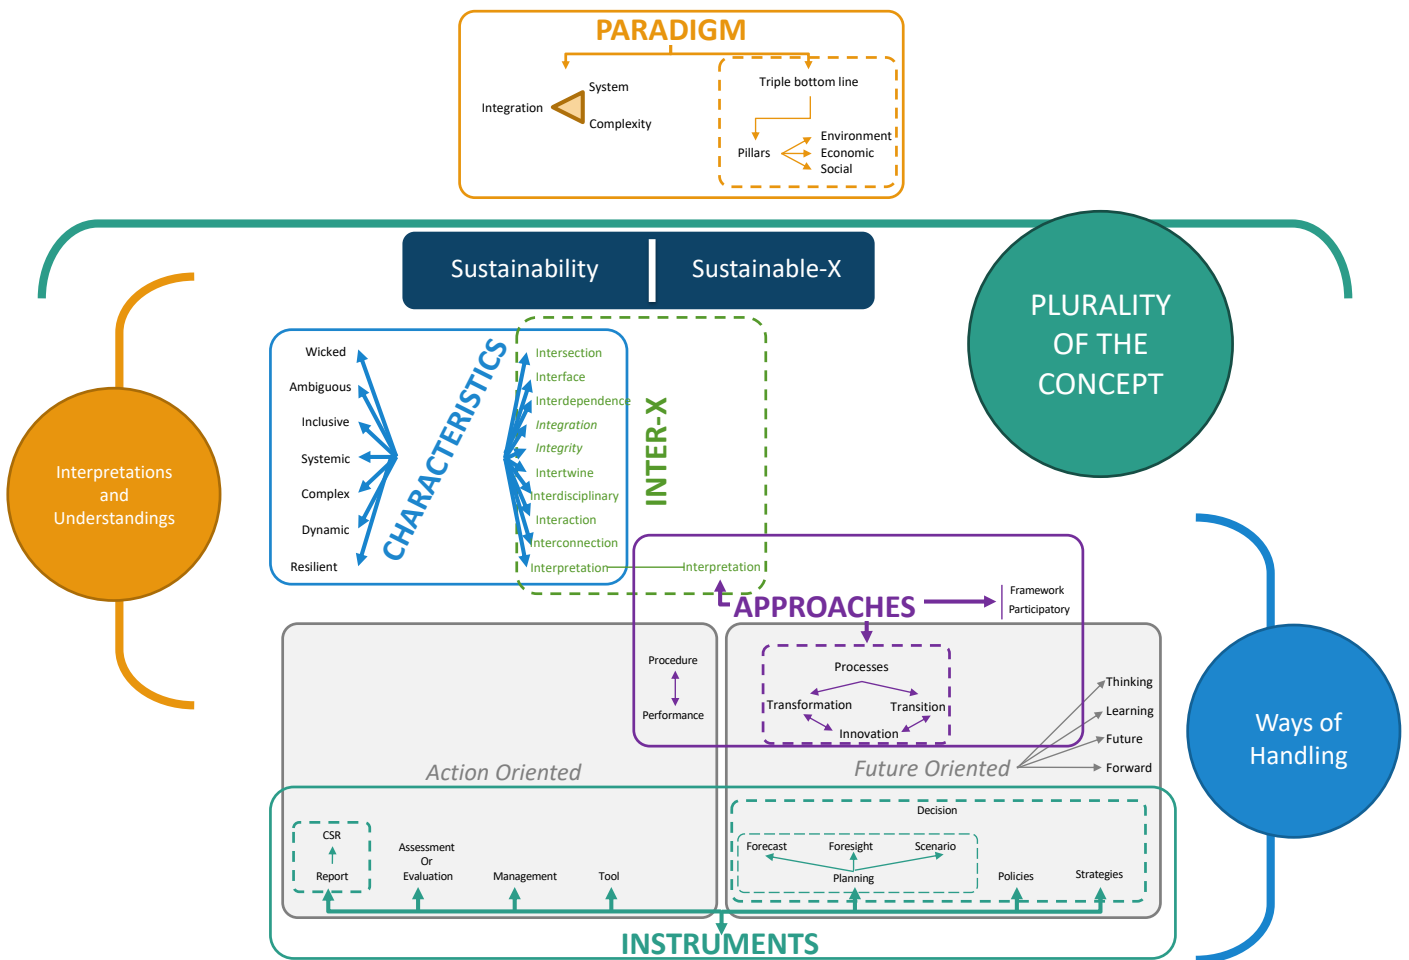 PARADIGM
System
Integration
Complexity
Triple bottom line
Pillars
Environment
Economic
Social
Sustainability
Sustainable-X
PLURALITY
OF THE
CONCEPT
Interpretations
and
Understandings
CHARACTERISTICS
Wicked
Ambiguous
Inclusive
Systemic
Complex
Dynamic
Resilient
Intersection
Interface
Interdependence
Integration
Integrity
Intertwine
Interdisciplinary
Interaction
Interconnection
Interpretation
INTER-X
Interpretation
APPROACHES
Framework
Participatory
Procedure
Performance
Processes
Transformation
Transition
Innovation
Action Oriented
Future Oriented
Thinking
Learning
Future
Forward
Ways of
Handling
CSR
Report
Assessment
Or
Evaluation
Management
Tool
Decision
Forecast
Foresight
Scenario
Planning
Policies
Strategies
INSTRUMENTS